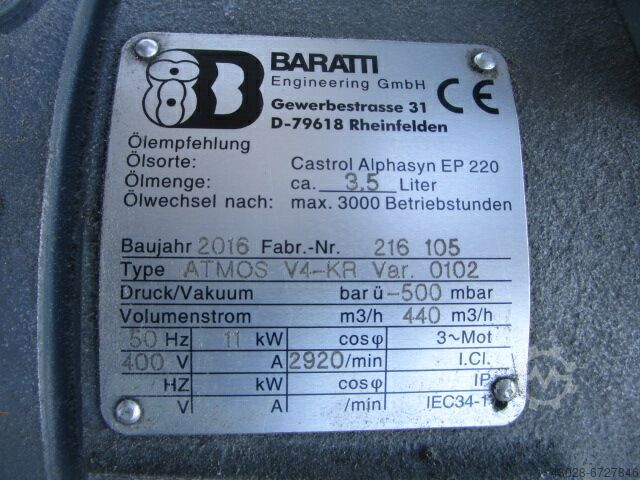 B BARATTI
Engineering GmbH
CE
Gewerbestrasse 31
D-79618 Rheinfelden
Ölempfehlung
Ölsorte: Castrol Alphasyn EP 220
Ölmenge: ca. 3,5 Liter
Ölwechsel nach: max. 3000 Betriebstunden
Baujahr 2016 Fabr.-Nr. 216 105
Type ATMOS V4-KR Var. 0102
Druck/Vakuum bar ü -500 mbar
Volumenstrom m3/h 440 m3/h
50 Hz 11 kW cosφ 3~Mot
400 V A 2920/min I.Cl.
HZ kW cosφ IP
V A /min IEC34-1
43028-6727846